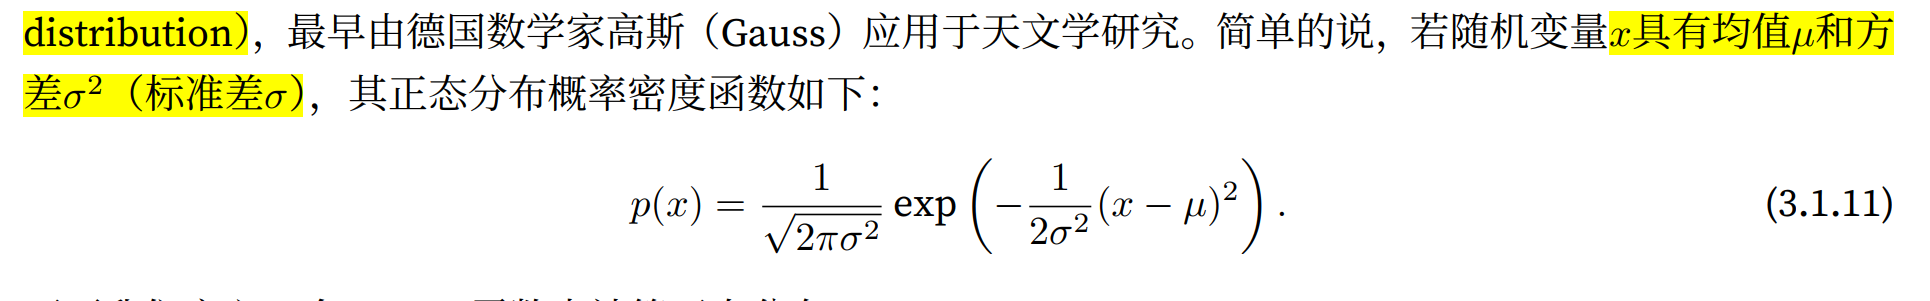 distribution），最早由德国数学家高斯（Gauss）应用于天文学研究。简单的说，若随机变量x具有均值μ和方
差σ²（标准差σ），其正态分布概率密度函数如下：
p(x) = \frac{1}{\sqrt{2πσ²}} exp(-\frac{1}{2σ²}(x − μ)²). (3.1.11)